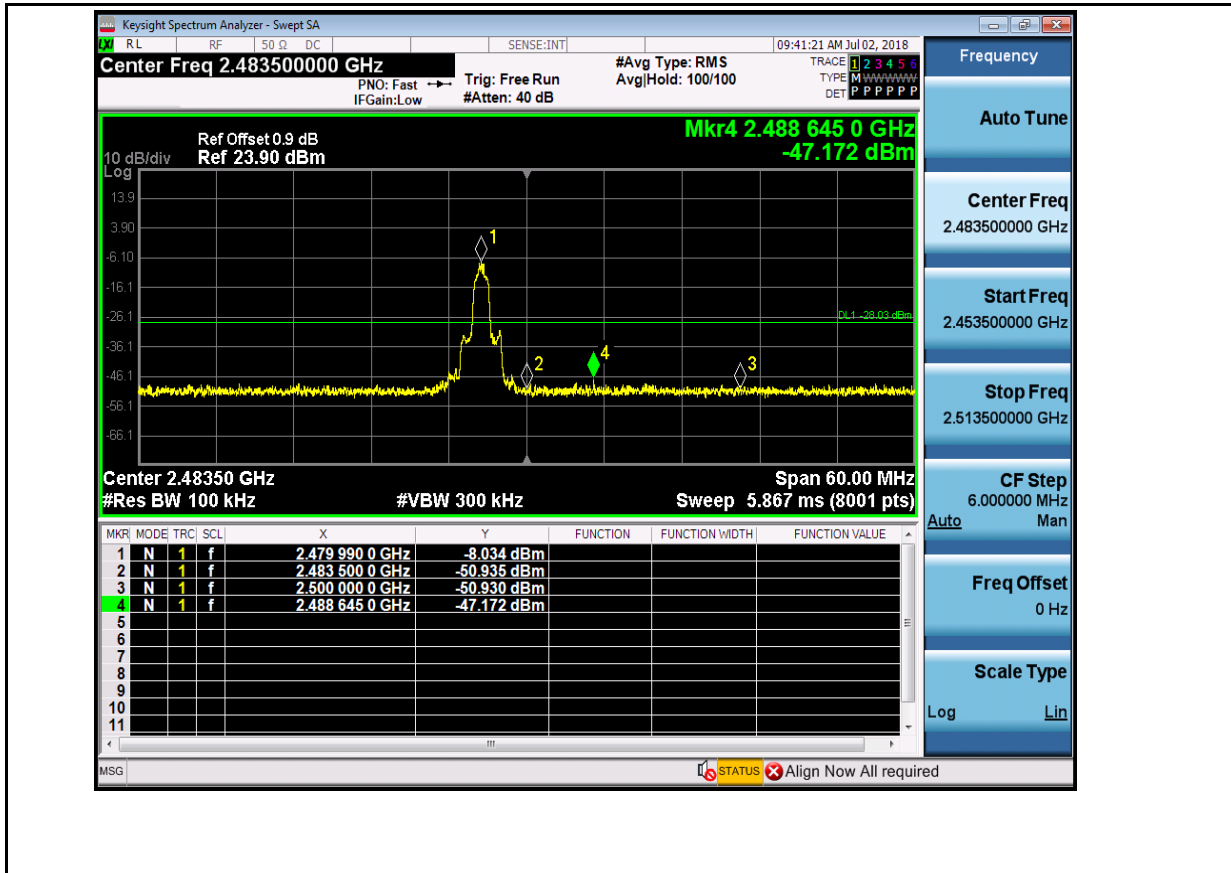 Keysight Spectrum Analyzer - Swept SA
LXI RL RF 50 Ω DC SENSE:INT 09:41:21 AM Jul 02, 2018
Center Freq 2.483500000 GHz #Avg Type: RMS TRACE 1 2 3 4 5 6
PNO: Fast Trig: Free Run Avg|Hold: 100/100 TYPE M WWWWW
IFGain:Low #Atten: 40 dB DET P P P P P P
Mkr4 2.488 645 0 GHz
Ref Offset 0.9 dB
10 dB/div Ref 23.90 dBm -47.172 dBm
Log
13.9
3.90
-6.10
-16.1
-26.1
-36.1
-46.1
-56.1
-66.1
1
2
4
3
DL1 -28.03 dBm
Center 2.48350 GHz Span 60.00 MHz
#Res BW 100 kHz #VBW 300 kHz Sweep 5.867 ms (8001 pts)
MKR MODE TRC SCL X Y FUNCTION FUNCTION WIDTH FUNCTION VALUE
1 N 1 f 2.479 990 0 GHz -8.034 dBm
2 N 1 f 2.483 500 0 GHz -50.935 dBm
3 N 1 f 2.500 000 0 GHz -50.930 dBm
4 N 1 f 2.488 645 0 GHz -47.172 dBm
5
6
7
8
9
10
11
MSG STATUS Align Now All required
Frequency
Auto Tune
Center Freq
2.483500000 GHz
Start Freq
2.453500000 GHz
Stop Freq
2.513500000 GHz
CF Step
6.000000 MHz
Auto Man
Freq Offset
0 Hz
Scale Type
Log Lin